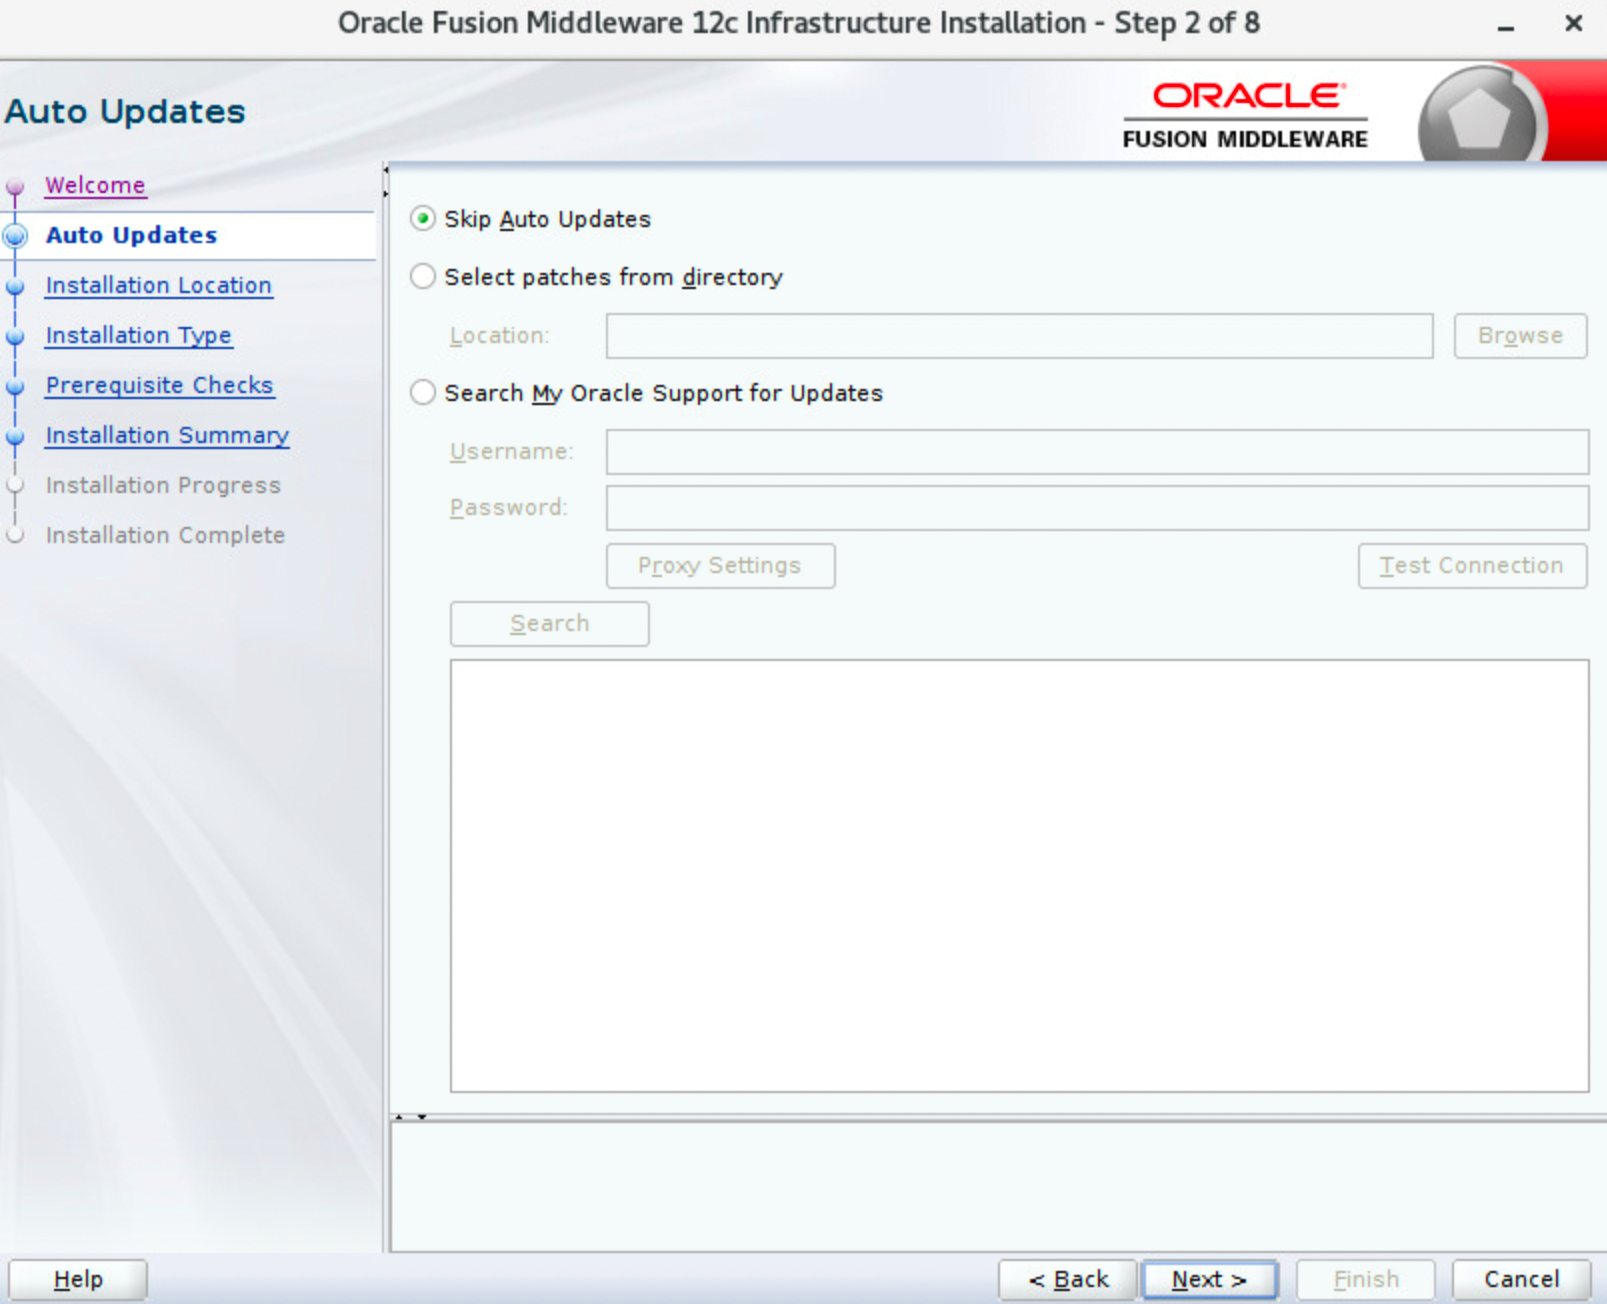 Oracle Fusion Middleware 12c Infrastructure Installation - Step 2 of 8
Auto Updates
ORACLE®
FUSION MIDDLEWARE
Welcome
Auto Updates
Installation Location
Installation Type
Prerequisite Checks
Installation Summary
Installation Progress
Installation Complete
Skip Auto Updates
Select patches from directory
Location:
Browse
Search My Oracle Support for Updates
Username:
Password:
Proxy Settings
Test Connection
Search
Help
< Back
Next >
Finish
Cancel